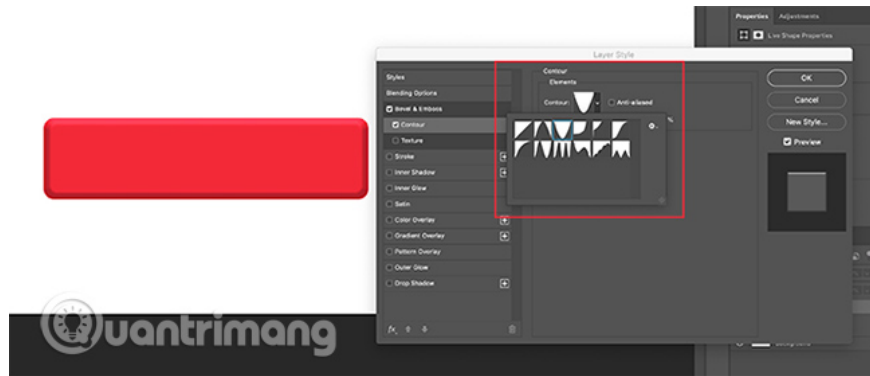 Properties Adjustments
Live Shape Properties
Layer Style
Styles
Blending Options
Bevel & Emboss
Contour
Texture
Stroke
Inner Shadow
Inner Glow
Satin
Color Overlay
Gradient Overlay
Pattern Overlay
Outer Glow
Drop Shadow
fx
Contour
Elements
Contour: Anti-aliased
%
OK
Cancel
New Style...
Preview
Quantrimang